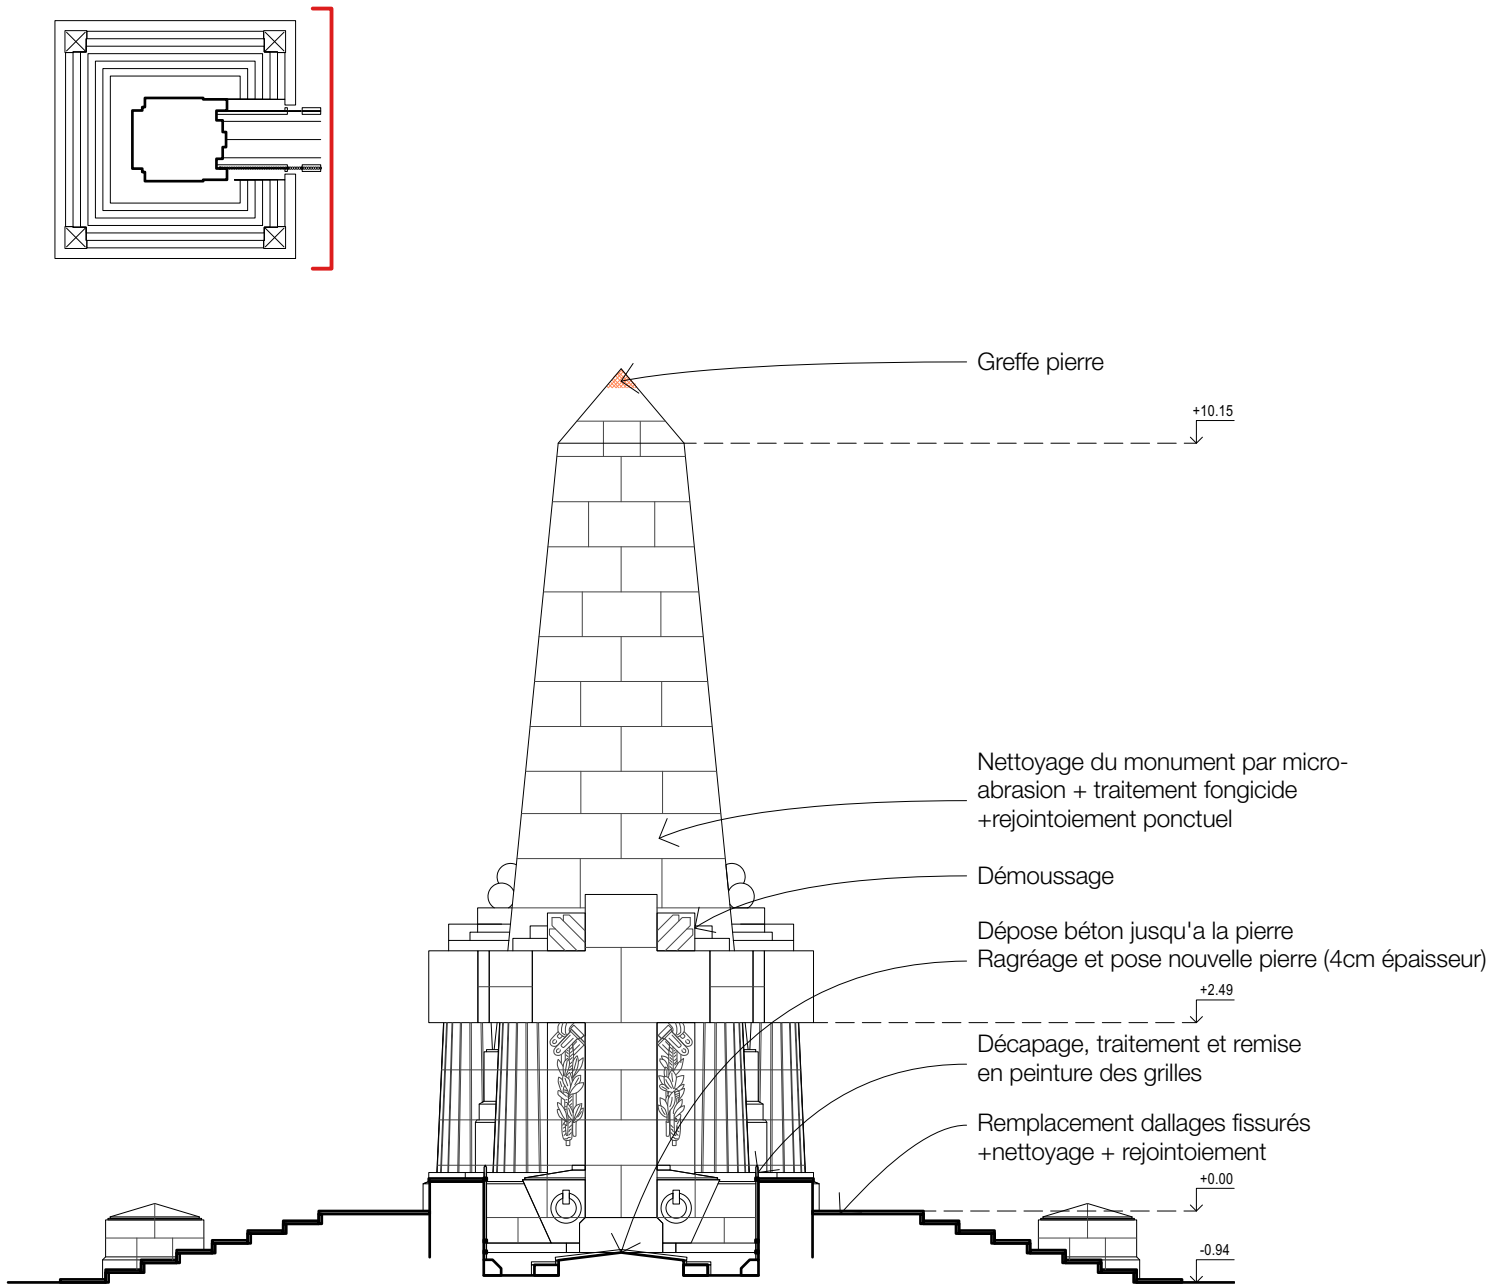 Greffe pierre
+10.15
Nettoyage du monument par micro-
abrasion + traitement fongicide
+rejointoiement ponctuel
Démoussage
Dépose béton jusqu'a la pierre
Ragréage et pose nouvelle pierre (4cm épaisseur)
+2.49
Décapage, traitement et remise
en peinture des grilles
Remplacement dallages fissurés
+nettoyage + rejointoiement
+0.00
-0.94